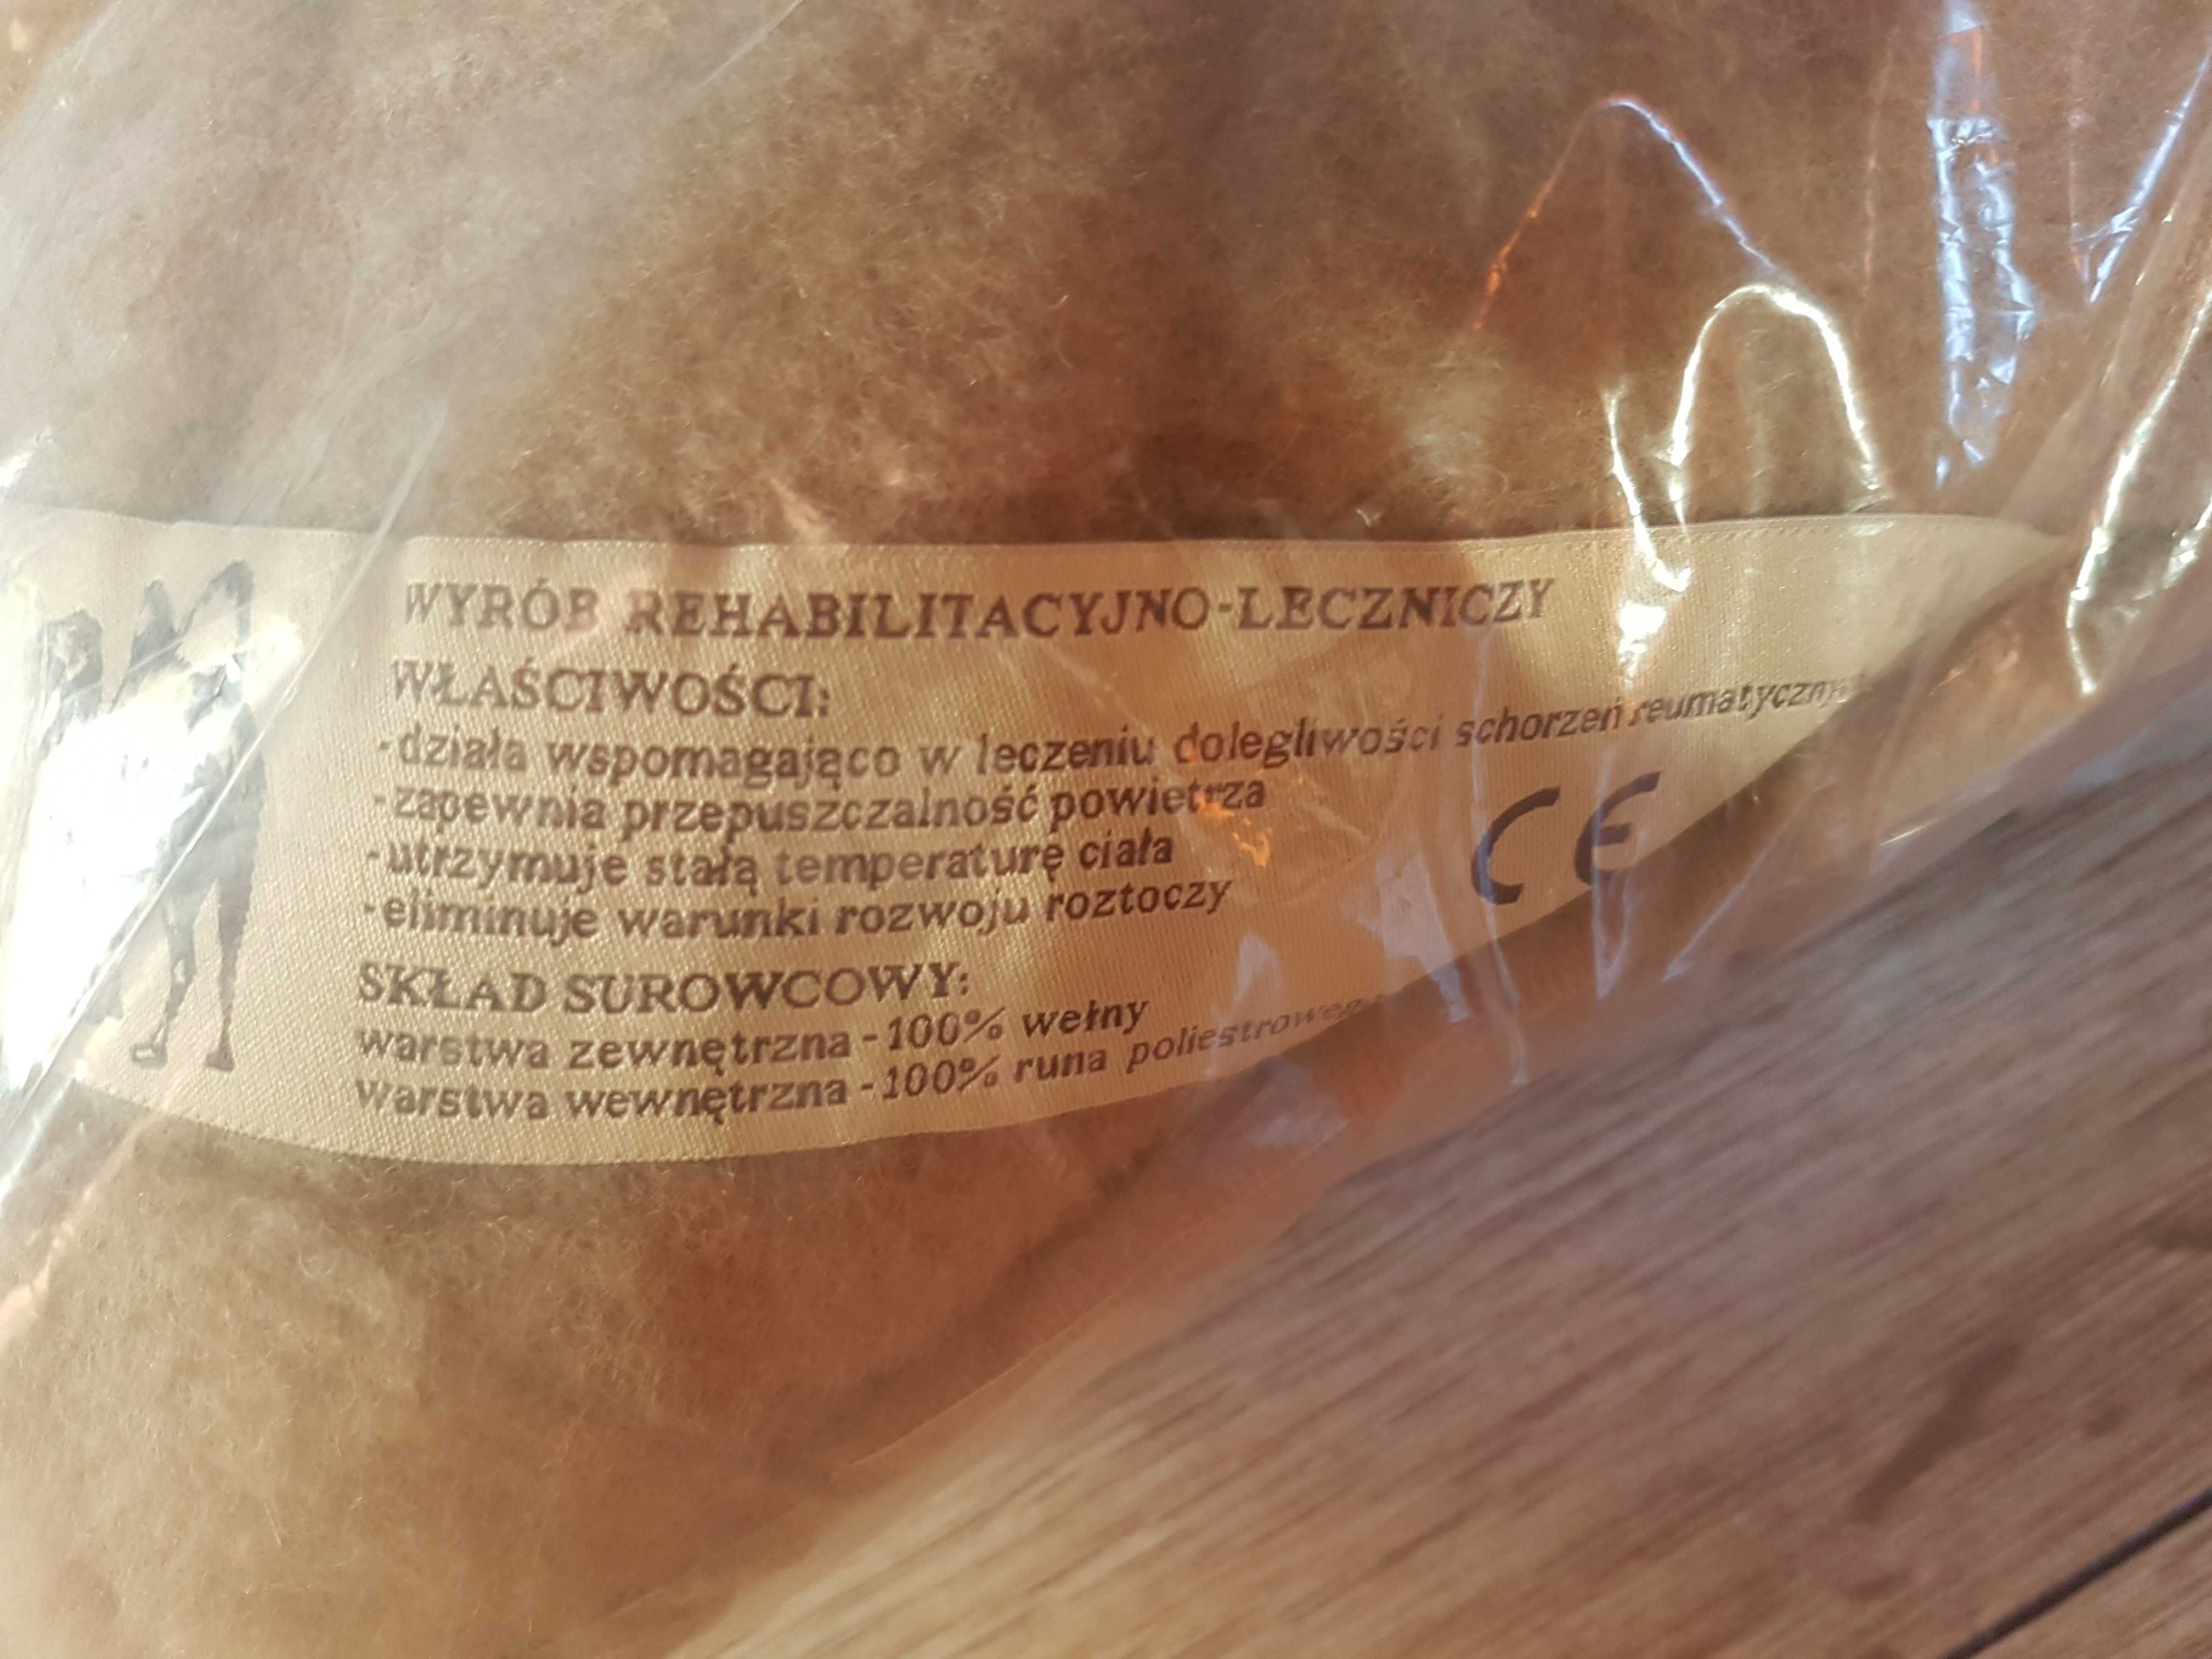 WYRÓB REHABILITACYJNO-LECZNICZY
WŁAŚCIWOŚCI:
-działa wspomagająco w leczeniu dolegliwości schorzeń
-zapewnia przepuszczalność powietrza
-utrzymuje stałą temperaturę ciała
-eliminuje warunki rozwoju roztoczy
CE
SKŁAD SUROWCOWY:
warstwa zewnętrzna-100% wełny
warstwa wewnętrzna-100% runa